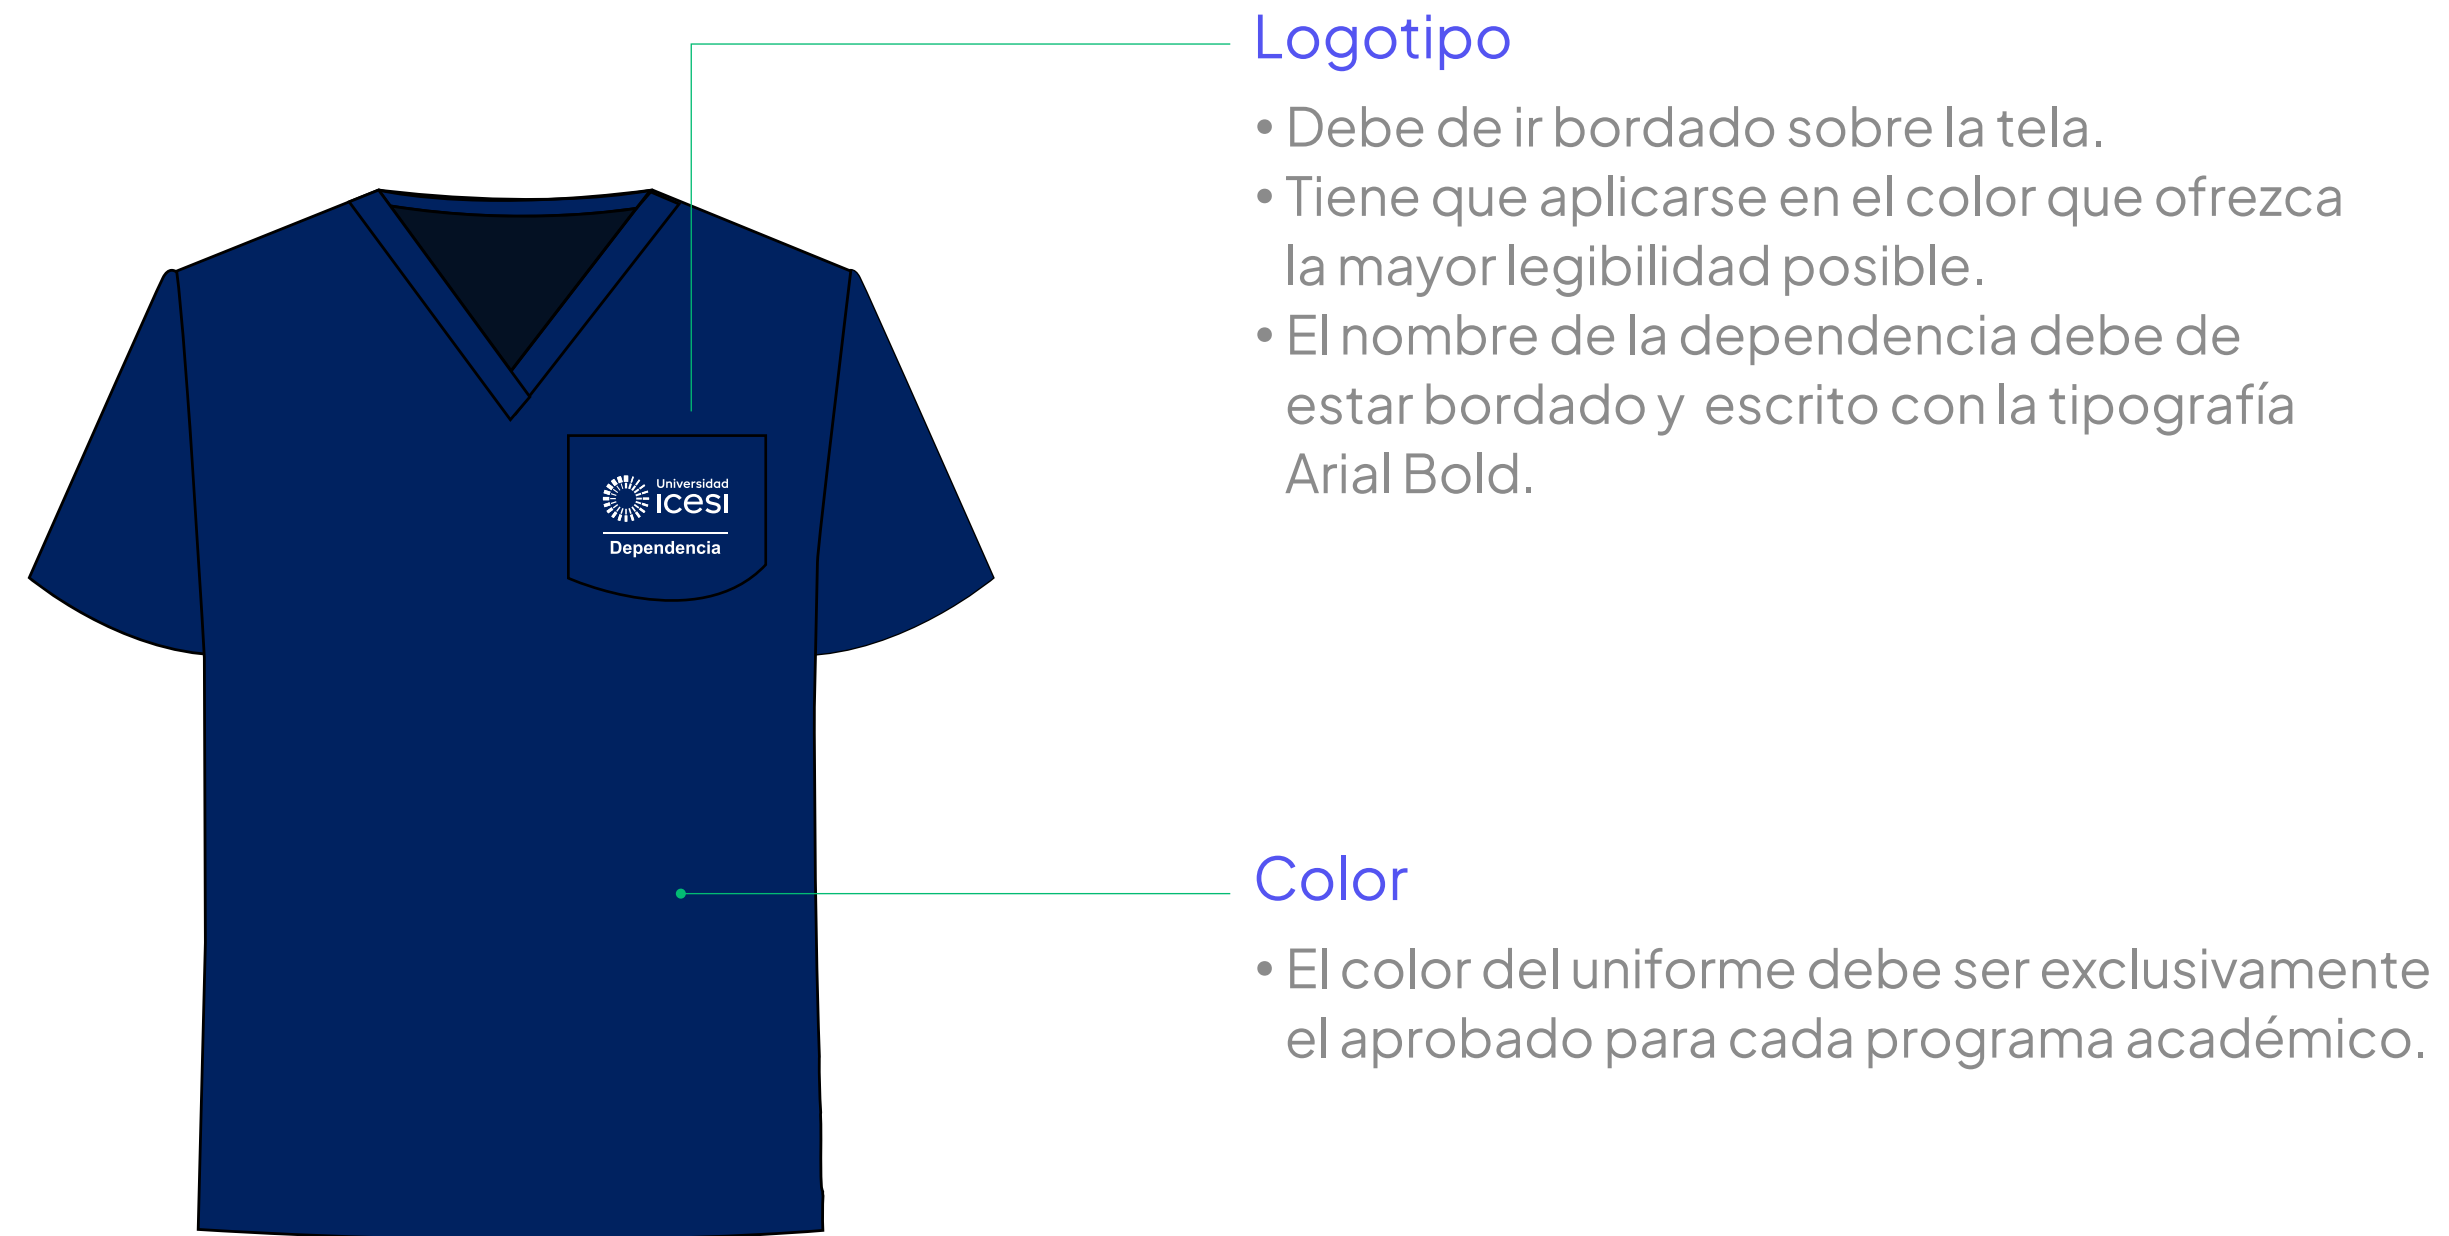 Logotipo
• Debe de ir bordado sobre la tela.
• Tiene que aplicarse en el color que ofrezca
la mayor legibilidad posible.
• El nombre de la dependencia debe de
estar bordado y escrito con la tipografía
Arial Bold.
Universidad
icesi
Dependencia
Color
• El color del uniforme debe ser exclusivamente
el aprobado para cada programa académico.